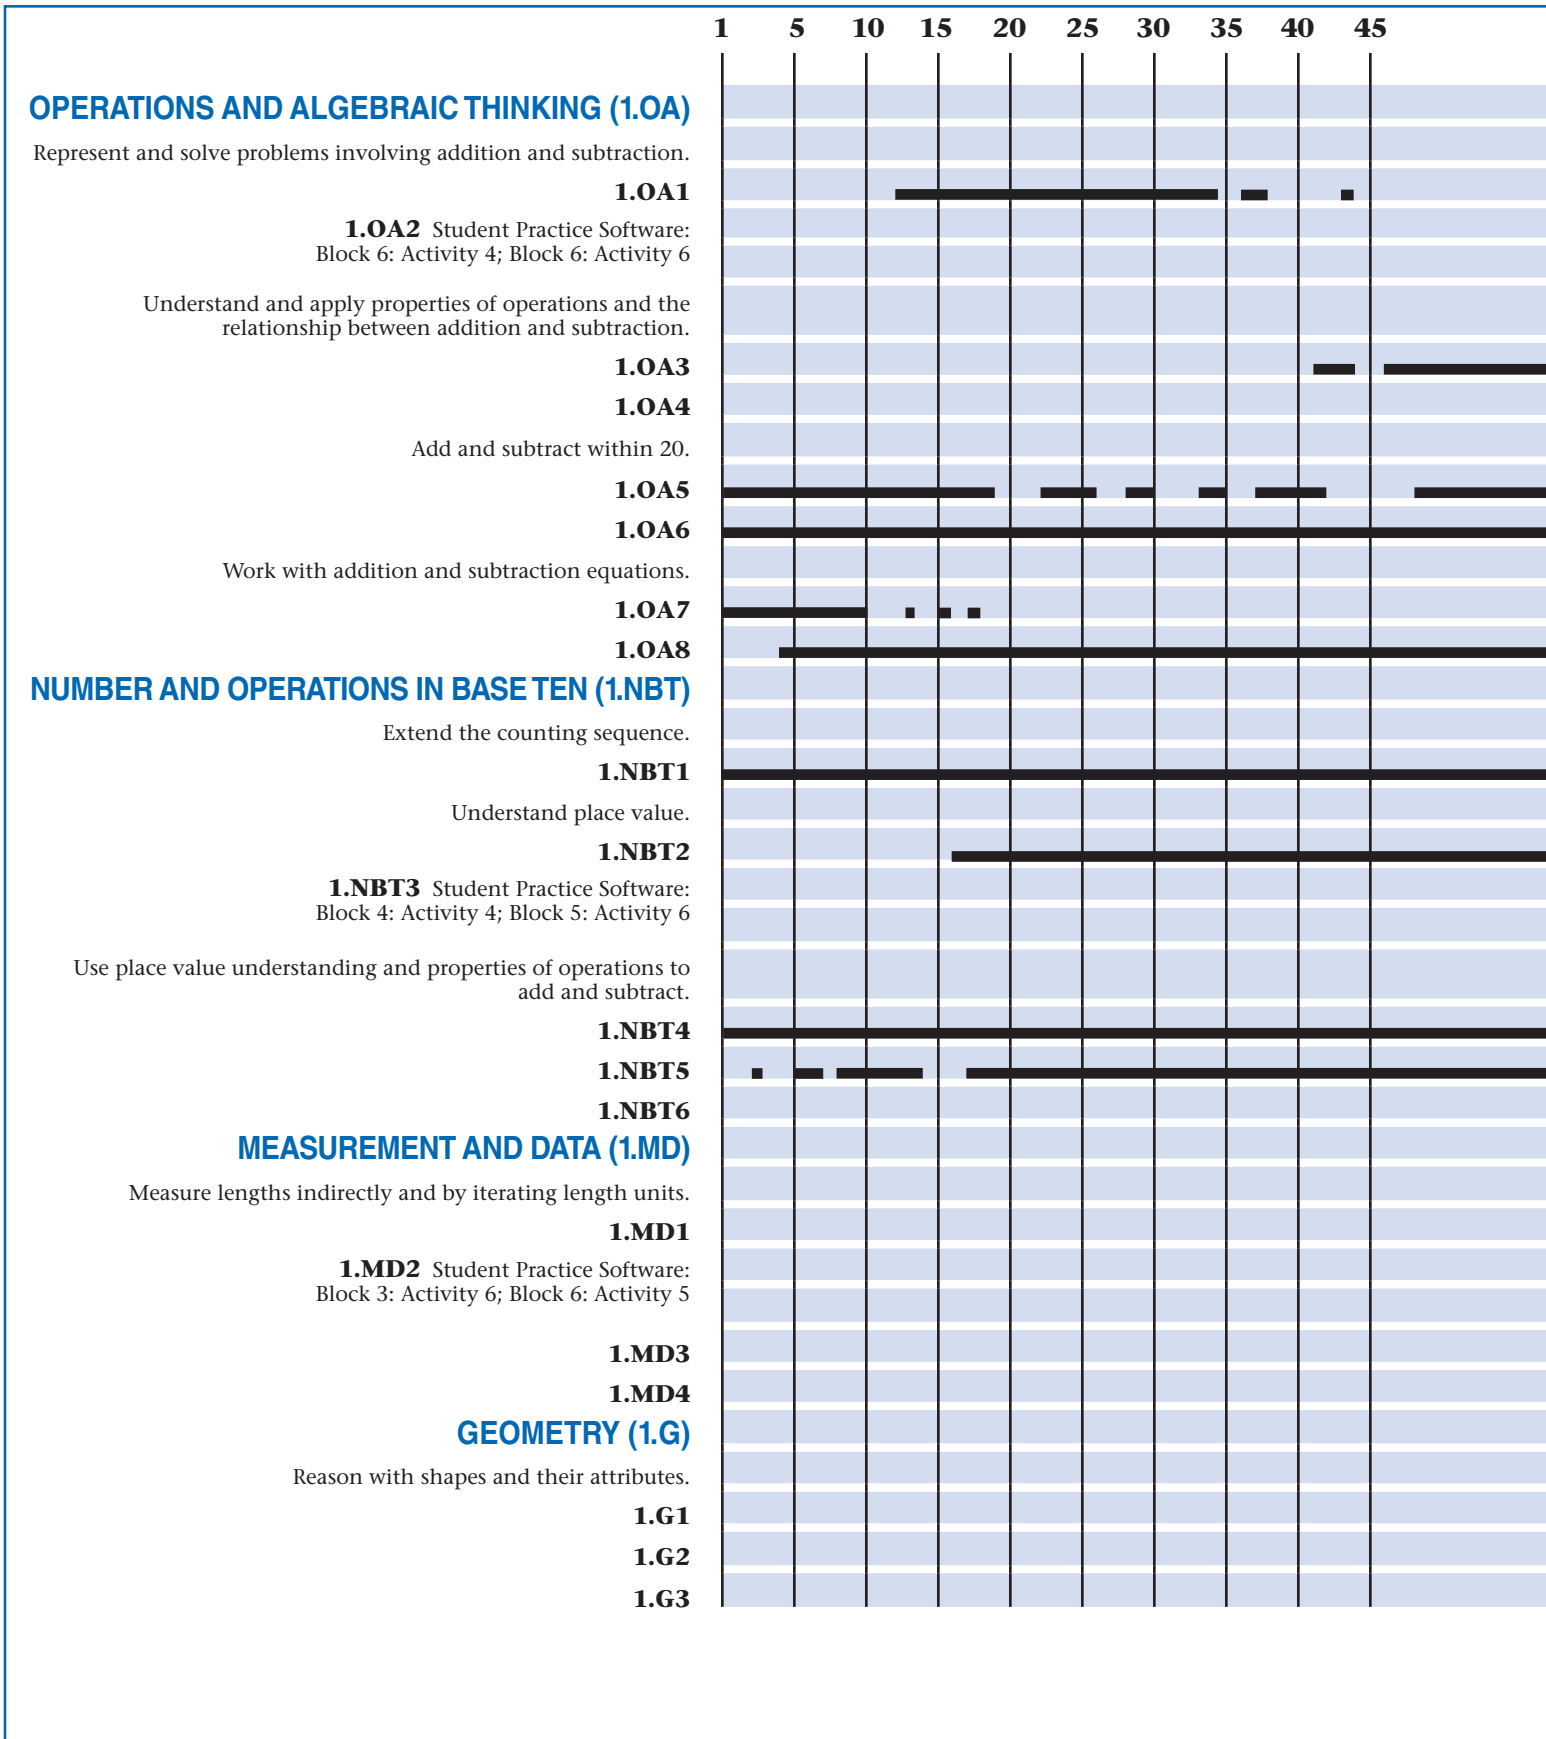 1 5 10 15 20 25 30 35 40 45
OPERATIONS AND ALGEBRAIC THINKING (1.OA)
Represent and solve problems involving addition and subtraction.
1.OA1
1.OA2 Student Practice Software:
Block 6: Activity 4; Block 6: Activity 6
Understand and apply properties of operations and the
relationship between addition and subtraction.
1.OA3
1.OA4
Add and subtract within 20.
1.OA5
1.OA6
Work with addition and subtraction equations.
1.OA7
1.OA8
NUMBER AND OPERATIONS IN BASE TEN (1.NBT)
Extend the counting sequence.
1.NBT1
Understand place value.
1.NBT2
1.NBT3 Student Practice Software:
Block 4: Activity 4; Block 5: Activity 6
Use place value understanding and properties of operations to
add and subtract.
1.NBT4
1.NBT5
1.NBT6
MEASUREMENT AND DATA (1.MD)
Measure lengths indirectly and by iterating length units.
1.MD1
1.MD2 Student Practice Software:
Block 3: Activity 6; Block 6: Activity 5
1.MD3
1.MD4
GEOMETRY (1.G)
Reason with shapes and their attributes.
1.G1
1.G2
1.G3